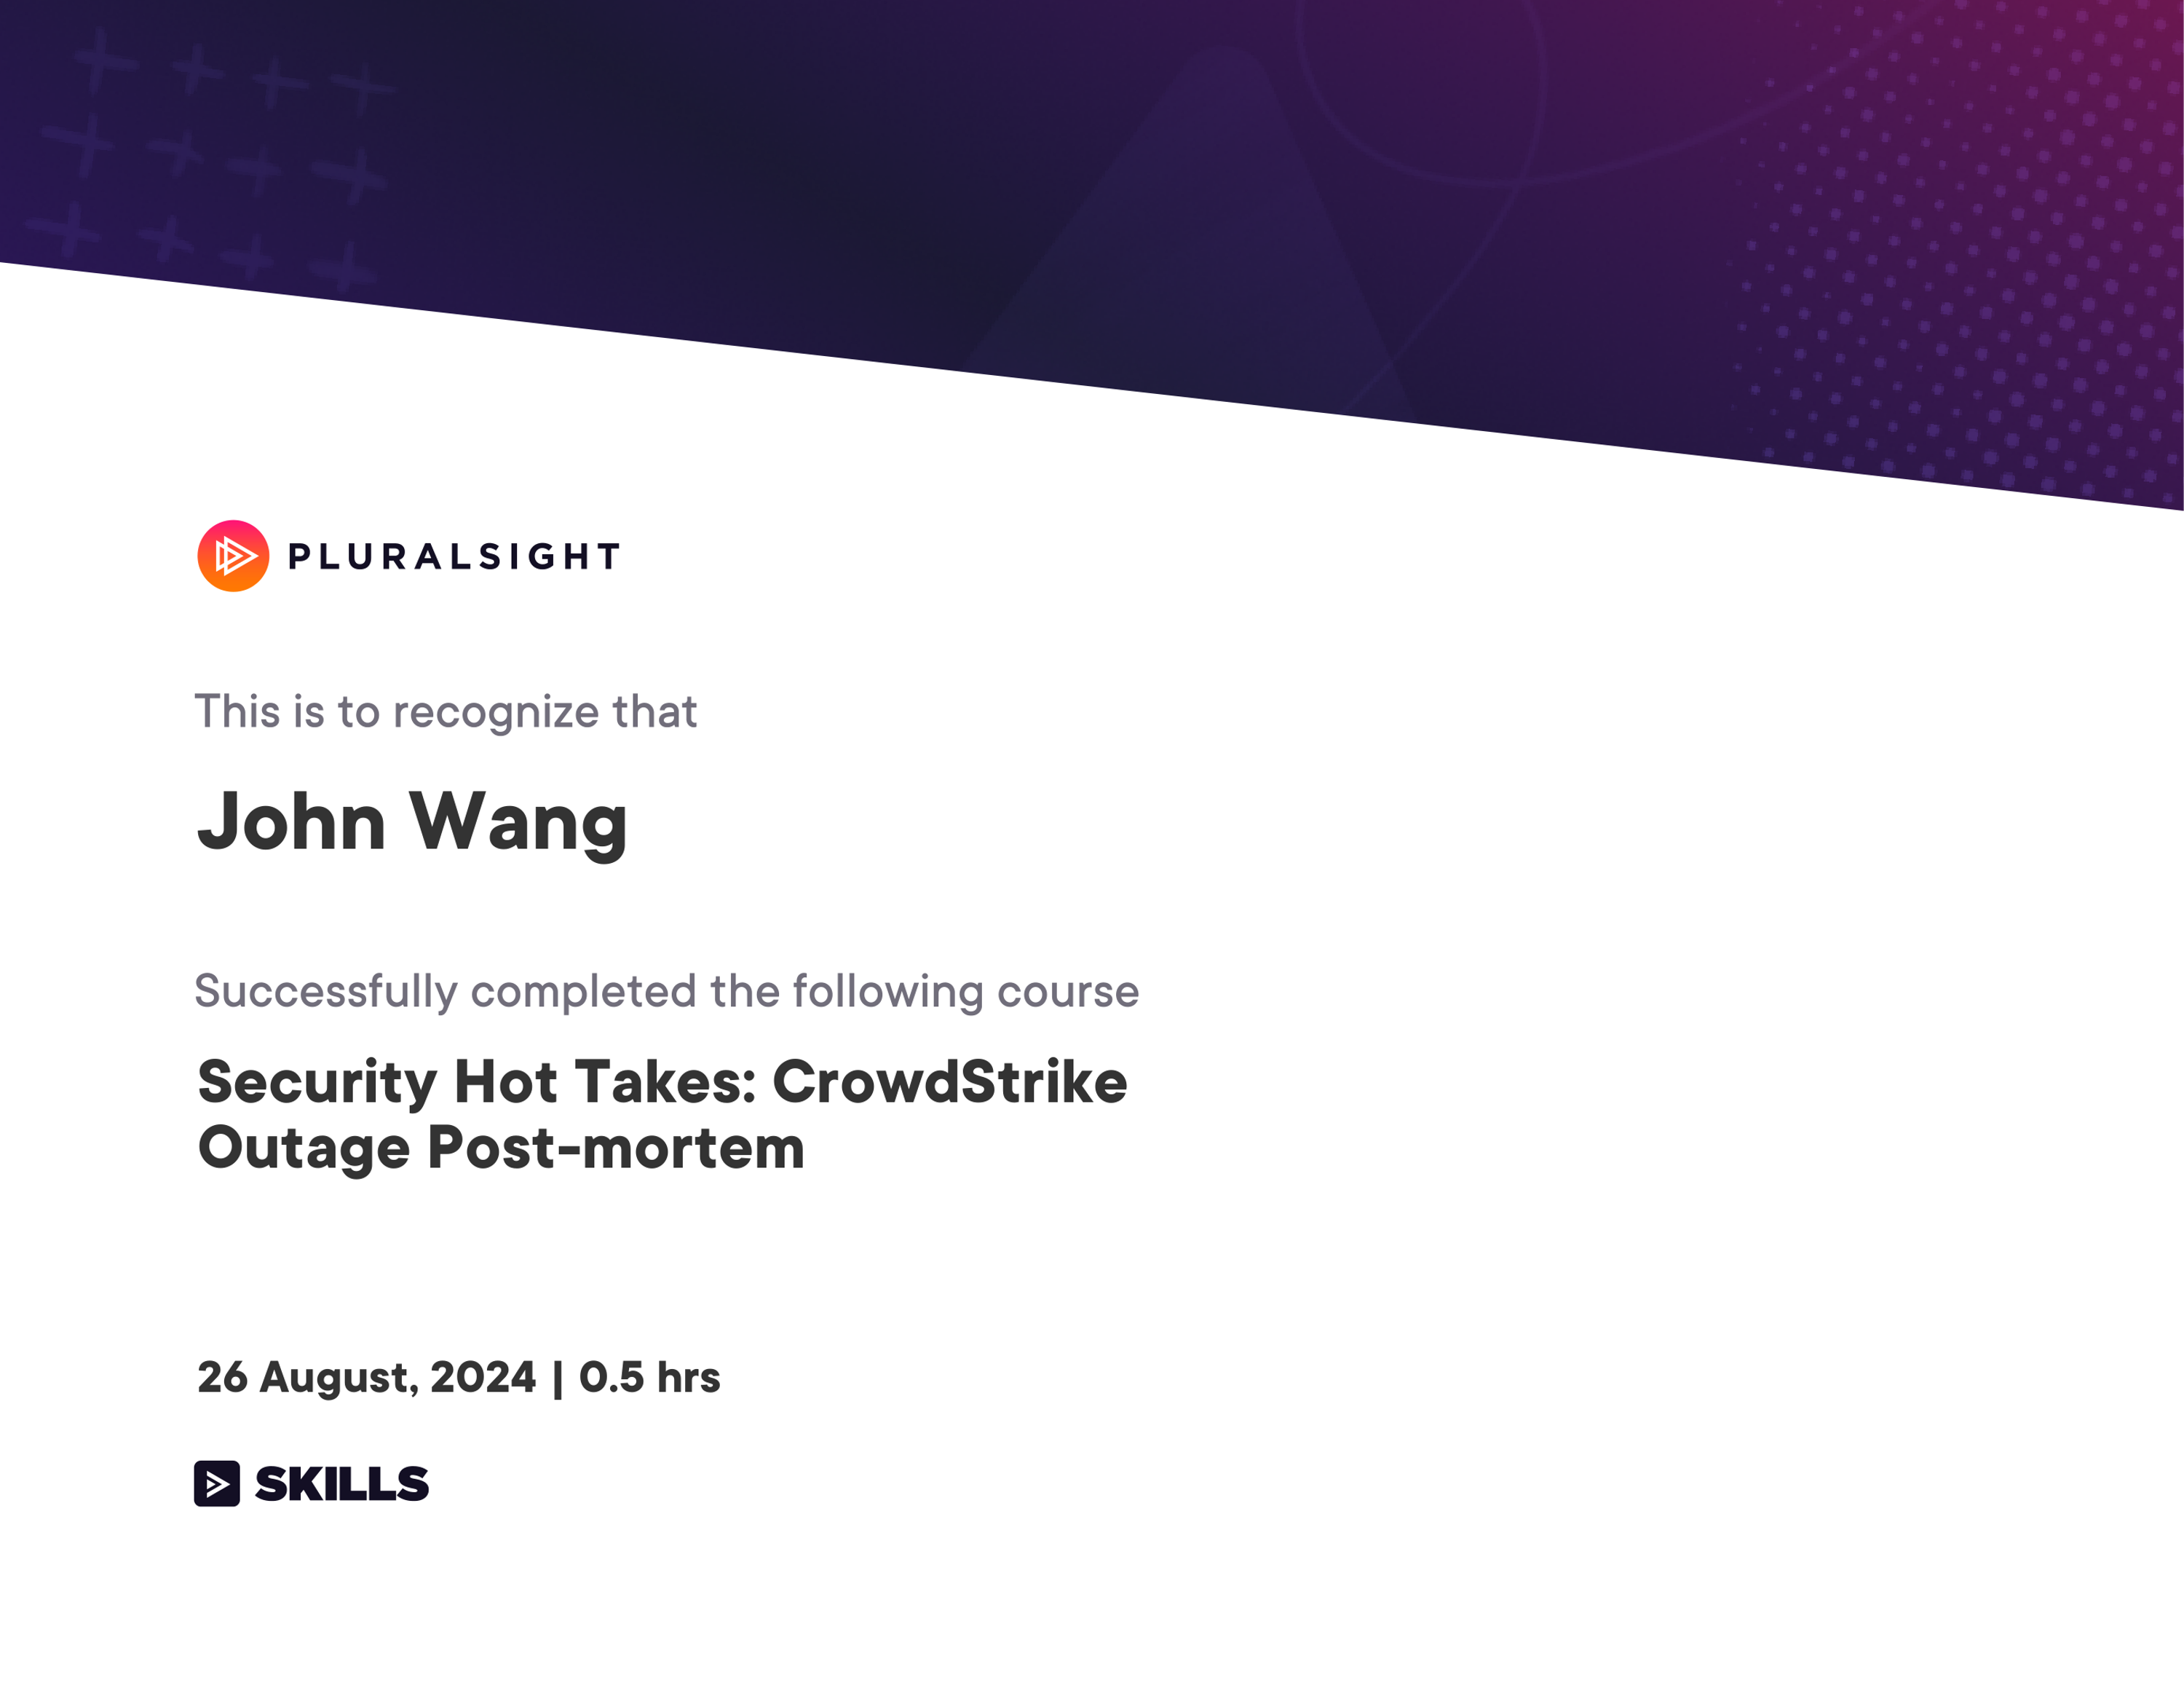 PLURALSIGHT
This is to recognize that
John Wang
Successfully completed the following course
Security Hot Takes: CrowdStrike
Outage Post-mortem
26 August, 2024 | 0.5 hrs
SKILLS